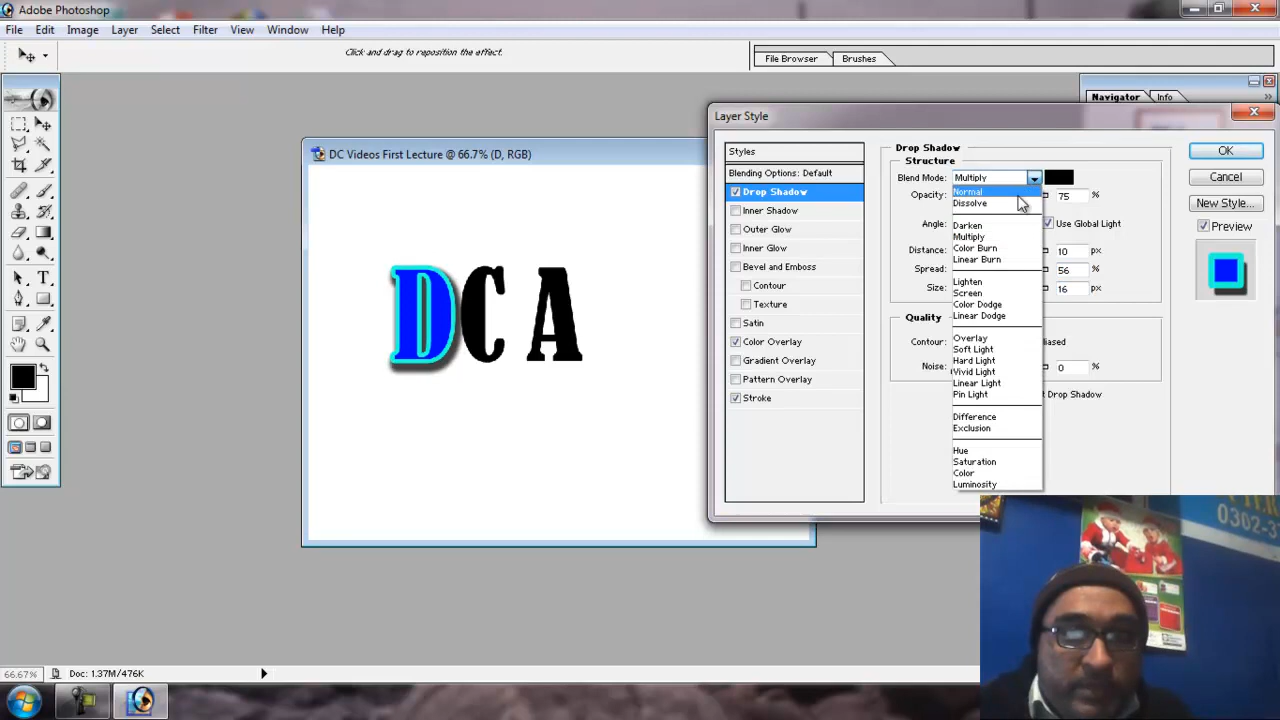 Adobe Photoshop
File Edit Image Layer Select Filter View Window Help
Click and drag to reposition the effect.
File Browser Brushes
Navigator Info
DC Videos First Lecture @ 66.7% (D, RGB)
DCA
Layer Style
Styles
Blending Options: Default
Drop Shadow
Inner Shadow
Outer Glow
Inner Glow
Bevel and Emboss
Contour
Texture
Satin
Color Overlay
Gradient Overlay
Pattern Overlay
Stroke
Drop Shadow
Structure
Blend Mode: Multiply
Opacity: 75 %
Angle: Use Global Light
Distance: 10 px
Spread: 56 %
Size: 16 px
Quality
Contour:
Noise: 0 %
Normal
Dissolve
Darken
Multiply
Color Burn
Linear Burn
Lighten
Screen
Color Dodge
Linear Dodge
Overlay
Soft Light
Hard Light
Vivid Light
Linear Light
Pin Light
Difference
Exclusion
Hue
Saturation
Color
Luminosity
Drop Shadow
OK
Cancel
New Style...
Preview
T
66.67% Doc: 1.37M/476K